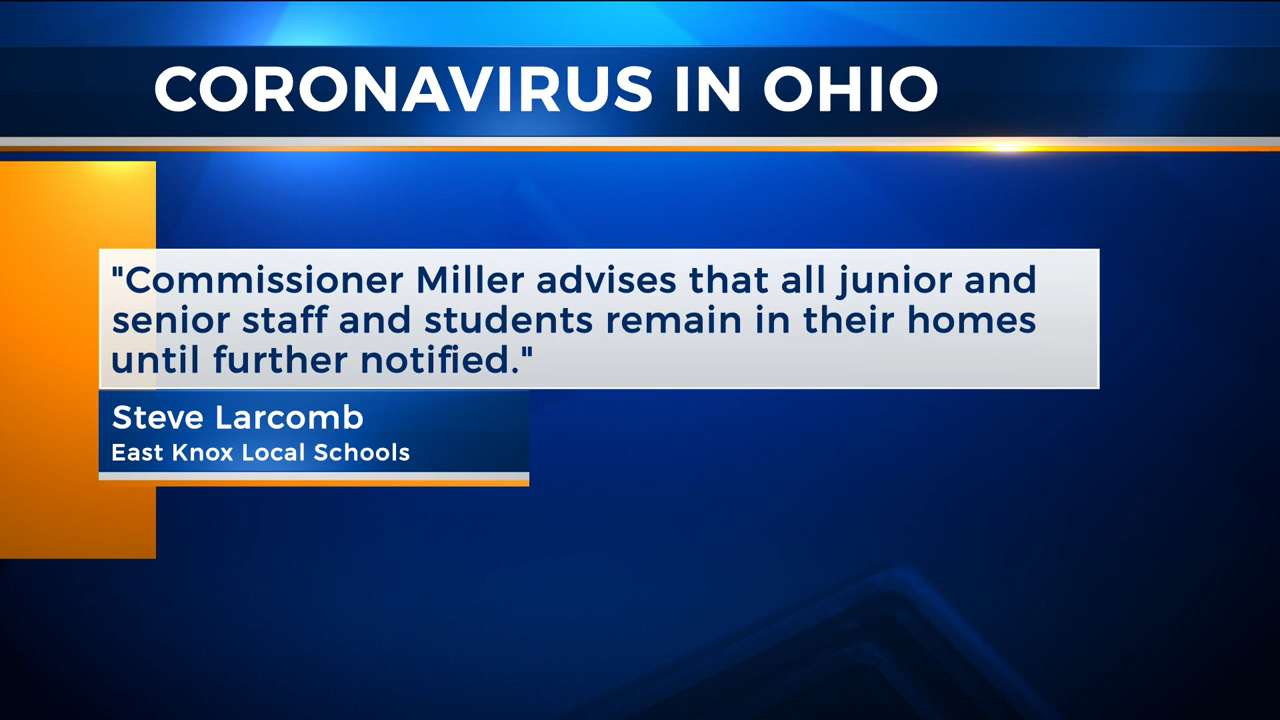 CORONAVIRUS IN OHIO
"Commissioner Miller advises that all junior and
senior staff and students remain in their homes
until further notified."
Steve Larcomb
East Knox Local Schools